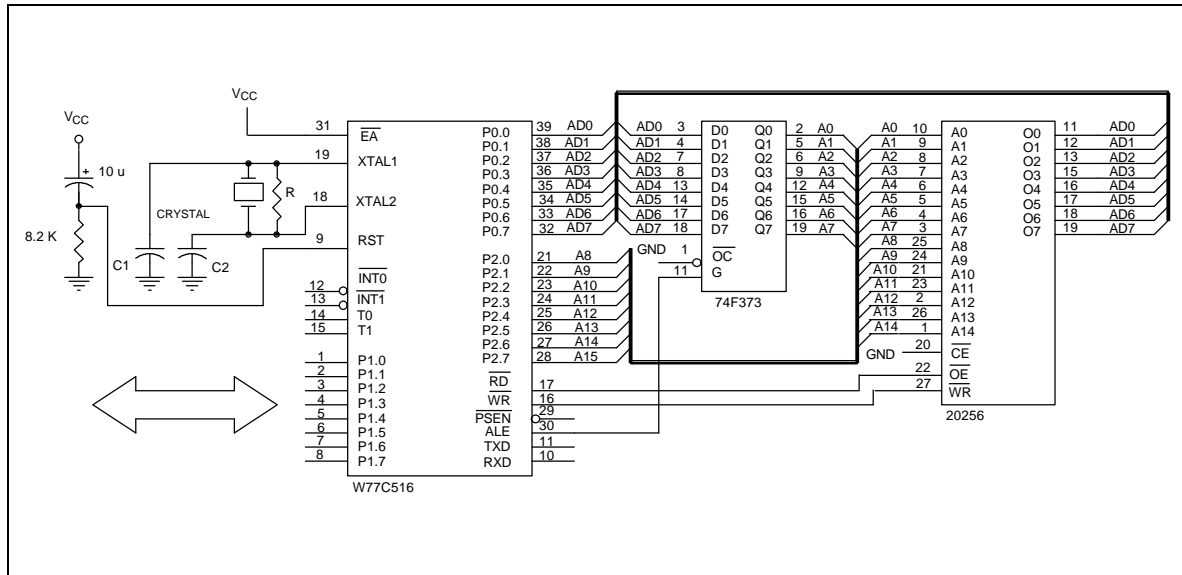 VCC
10 u
8.2 K
C1
C2
CRYSTAL
R
VCC
31 EA
19 XTAL1
18 XTAL2
9 RST
12 INT0
13 INT1
14 T0
15 T1
1 P1.0
2 P1.1
3 P1.2
4 P1.3
5 P1.4
6 P1.5
7 P1.6
8 P1.7
P0.0 39 AD0
P0.1 38 AD1
P0.2 37 AD2
P0.3 36 AD3
P0.4 35 AD4
P0.5 34 AD5
P0.6 33 AD6
P0.7 32 AD7
P2.0 21 A8
P2.1 22 A9
P2.2 23 A10
P2.3 24 A11
P2.4 25 A12
P2.5 26 A13
P2.6 27 A14
P2.7 28 A15
RD 17
WR 16
PSEN 29
ALE 30
TXD 11
RXD 10
W77C516
AD0 3 D0 Q0 2 A0
AD1 4 D1 Q1 5 A1
AD2 7 D2 Q2 6 A2
AD3 8 D3 Q3 9 A3
AD4 13 D4 Q4 12 A4
AD5 14 D5 Q5 15 A5
AD6 17 D6 Q6 16 A6
AD7 18 D7 Q7 19 A7
GND 1 OC
11 G
74F373
A0 10 A0
A1 9 A1
A2 8 A2
A3 7 A3
A4 6 A4
A5 5 A5
A6 4 A6
A7 3 A7
A8 25 A8
A9 24 A9
A10 21 A10
A11 23 A11
A12 2 A12
A13 26 A13
A14 1 A14
GND 20 CE
22 OE
27 WR
O0 11 AD0
O1 12 AD1
O2 13 AD2
O3 15 AD3
O4 16 AD4
O5 17 AD5
O6 18 AD6
O7 19 AD7
20256